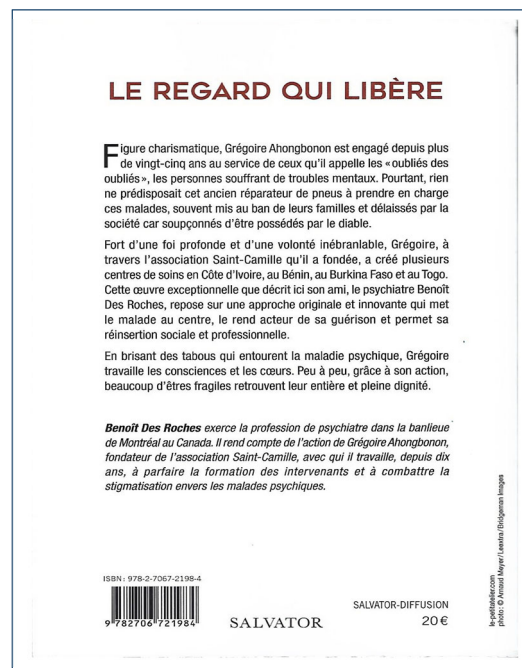 LE REGARD QUI LIBÈRE
Figure charismatique, Grégoire Ahongbonon est engagé depuis plus
de vingt-cinq ans au service de ceux qu'il appelle les «oubliés des
oubliés», les personnes souffrant de troubles mentaux. Pourtant, rien
ne prédisposait cet ancien réparateur de pneus à prendre en charge
ces malades, souvent mis au ban de leurs familles et délaissés par la
société car soupçonnés d'être possédés par le diable.
Fort d'une foi profonde et d'une volonté inébranlable, Grégoire, à
travers l'association Saint-Camille qu'il a fondée, a créé plusieurs
centres de soins en Côte d'Ivoire, au Bénin, au Burkina Faso et au Togo.
Cette œuvre exceptionnelle que décrit ici son ami, le psychiatre Benoît
Des Roches, repose sur une approche originale et innovante qui met
le malade au centre, le rend acteur de sa guérison et permet sa
réinsertion sociale et professionnelle.
En brisant des tabous qui entourent la maladie psychique, Grégoire
travaille les consciences et les cœurs. Peu à peu, grâce à son action,
beaucoup d'êtres fragiles retrouvent leur entière et pleine dignité.
Benoît Des Roches exerce la profession de psychiatre dans la banlieue
de Montréal au Canada. Il rend compte de l'action de Grégoire Ahongbonon,
fondateur de l'association Saint-Camille, avec qui il travaille, depuis dix
ans, à parfaire la formation des intervenants et à combattre la
stigmatisation envers les malades psychiques.
ISBN: 978-2-7067-2198-4
9 782706 721984
SALVATOR
SALVATOR-DIFFUSION
20 €
le-petitatelier.com
photo: © Arnaud Meyer/Leextra/Bridgeman Images